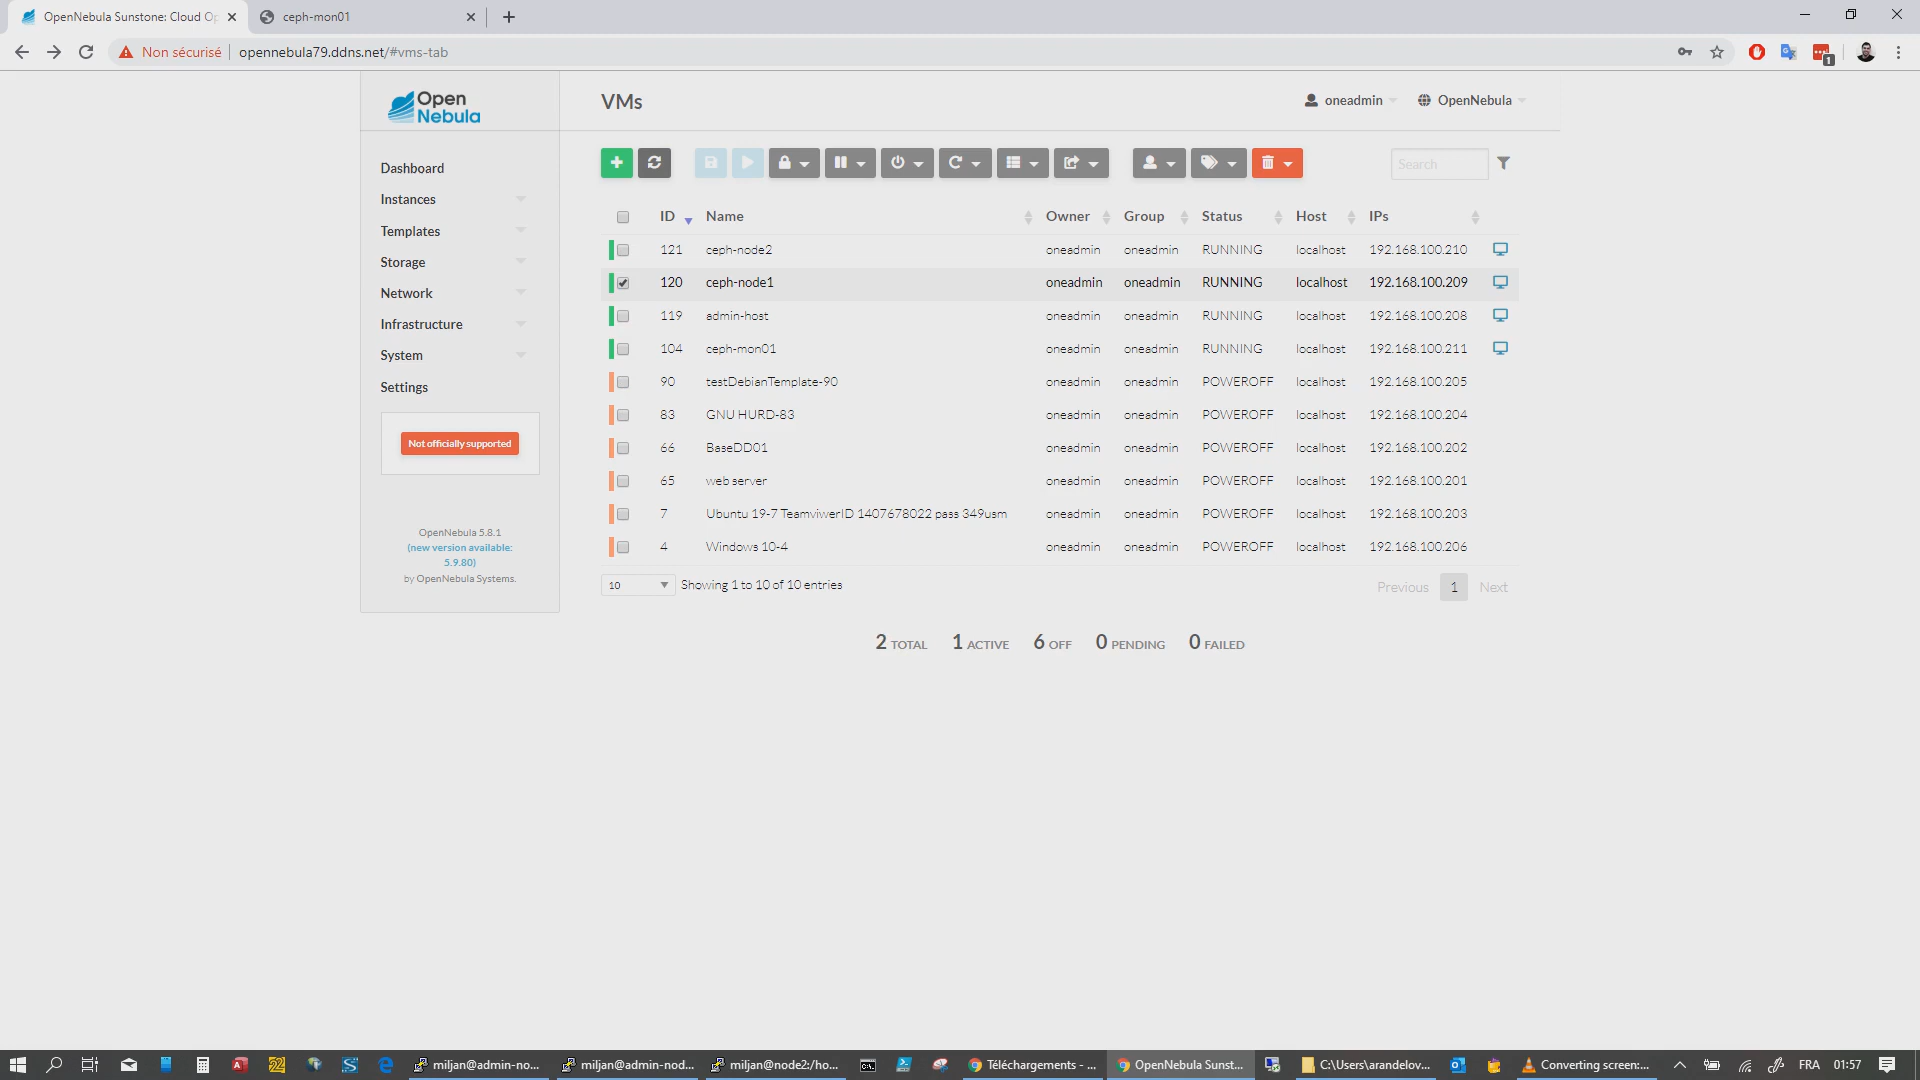 OpenNebula Sunstone: Cloud Op
ceph-mon01
Non sécurisé
opennebula79.ddns.net/#vms-tab
1
Open
Nebula
VMs
oneadmin
OpenNebula
Dashboard
Instances
Templates
Storage
Network
Infrastructure
System
Settings
Not officially supported
OpenNebula 5.8.1
(new version available:
5.9.80)
by OpenNebula Systems.
Search
ID Name Owner Group Status Host IPs
121 ceph-node2 oneadmin oneadmin RUNNING localhost 192.168.100.210
120 ceph-node1 oneadmin oneadmin RUNNING localhost 192.168.100.209
119 admin-host oneadmin oneadmin RUNNING localhost 192.168.100.208
104 ceph-mon01 oneadmin oneadmin RUNNING localhost 192.168.100.211
90 testDebianTemplate-90 oneadmin oneadmin POWEROFF localhost 192.168.100.205
83 GNU HURD-83 oneadmin oneadmin POWEROFF localhost 192.168.100.204
66 BaseDD01 oneadmin oneadmin POWEROFF localhost 192.168.100.202
65 web server oneadmin oneadmin POWEROFF localhost 192.168.100.201
7 Ubuntu 19-7 TeamviwerID 1407678022 pass 349usm oneadmin oneadmin POWEROFF localhost 192.168.100.203
4 Windows 10-4 oneadmin oneadmin POWEROFF localhost 192.168.100.206
10 Showing 1 to 10 of 10 entries
Previous 1 Next
2 TOTAL 1 ACTIVE 6 OFF 0 PENDING 0 FAILED
miljan@admin-no...
miljan@admin-nod...
miljan@node2:/ho...
Téléchargements - ...
OpenNebula Sunst...
C:\Users\arandelov...
Converting screen:...
FRA
01:57